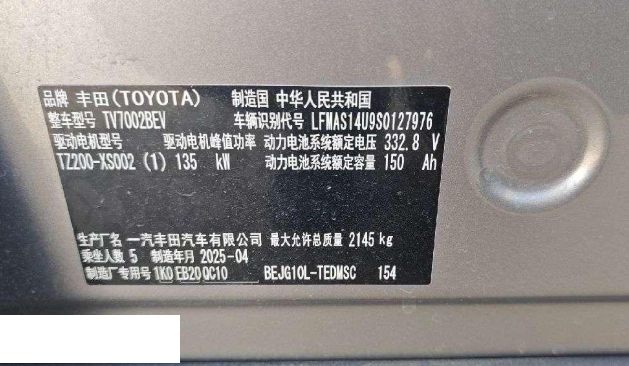 品牌 丰田(TOYOTA) 制造国 中华人民共和国
整车型号 TV7002BEV 车辆识别代号 LFMAS14U9S0127976
驱动电机型号 驱动电机峰值功率 动力电池系统额定电压 332.8 V
TZ200-XS002 (1) 135 kW 动力电池系统额定容量 150 Ah
生产厂名 一汽丰田汽车有限公司 最大允许总质量 2145 kg
乘坐人数 5 制造年月 2025-04
制造厂专用号 1K0 EB20 QC10 BEJG10L-TEDMSC 154